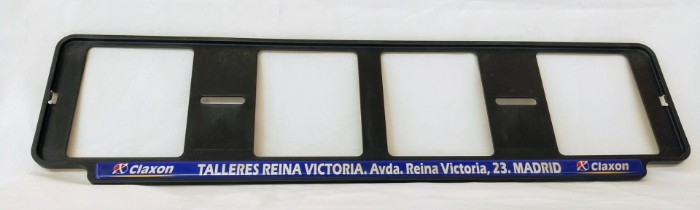 Claxon TALLERES REINA VICTORIA. Avda. Reina Victoria, 23. MADRID Claxon